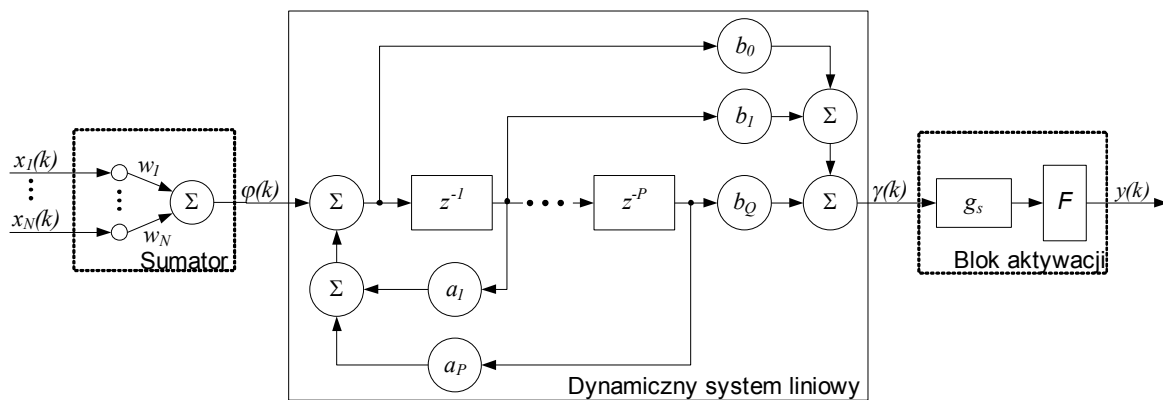 b0
x1(k)
w1
b1
Σ
φ(k)
Σ
z-1
z-P
bQ
Σ
γ(k)
gs
F
y(k)
Σ
xN(k)
wN
Sumator
Σ
a1
Blok aktywacji
aP
Dynamiczny system liniowy